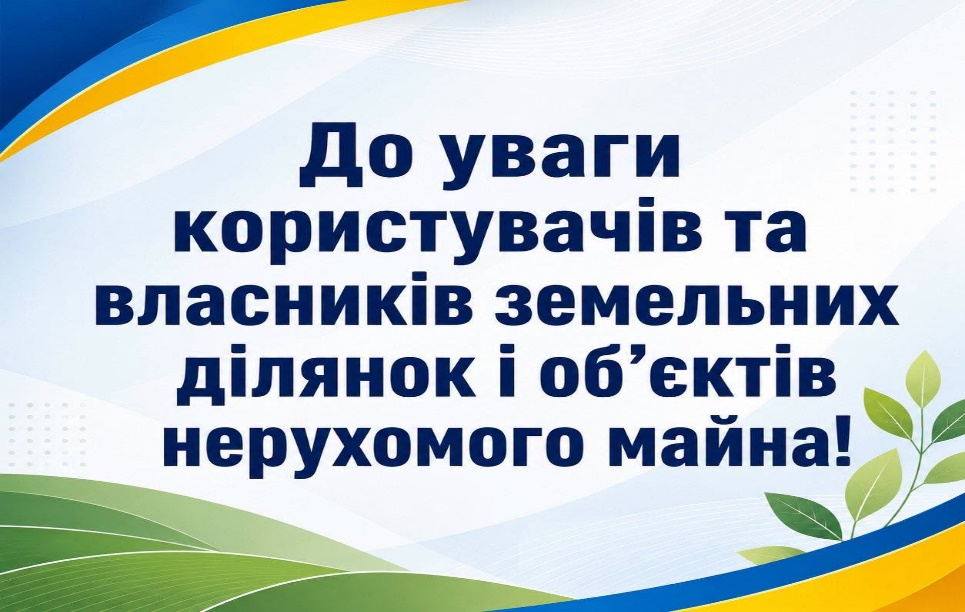 До уваги
користувачів та
власників земельних
ділянок і об’єктів
нерухомого майна!